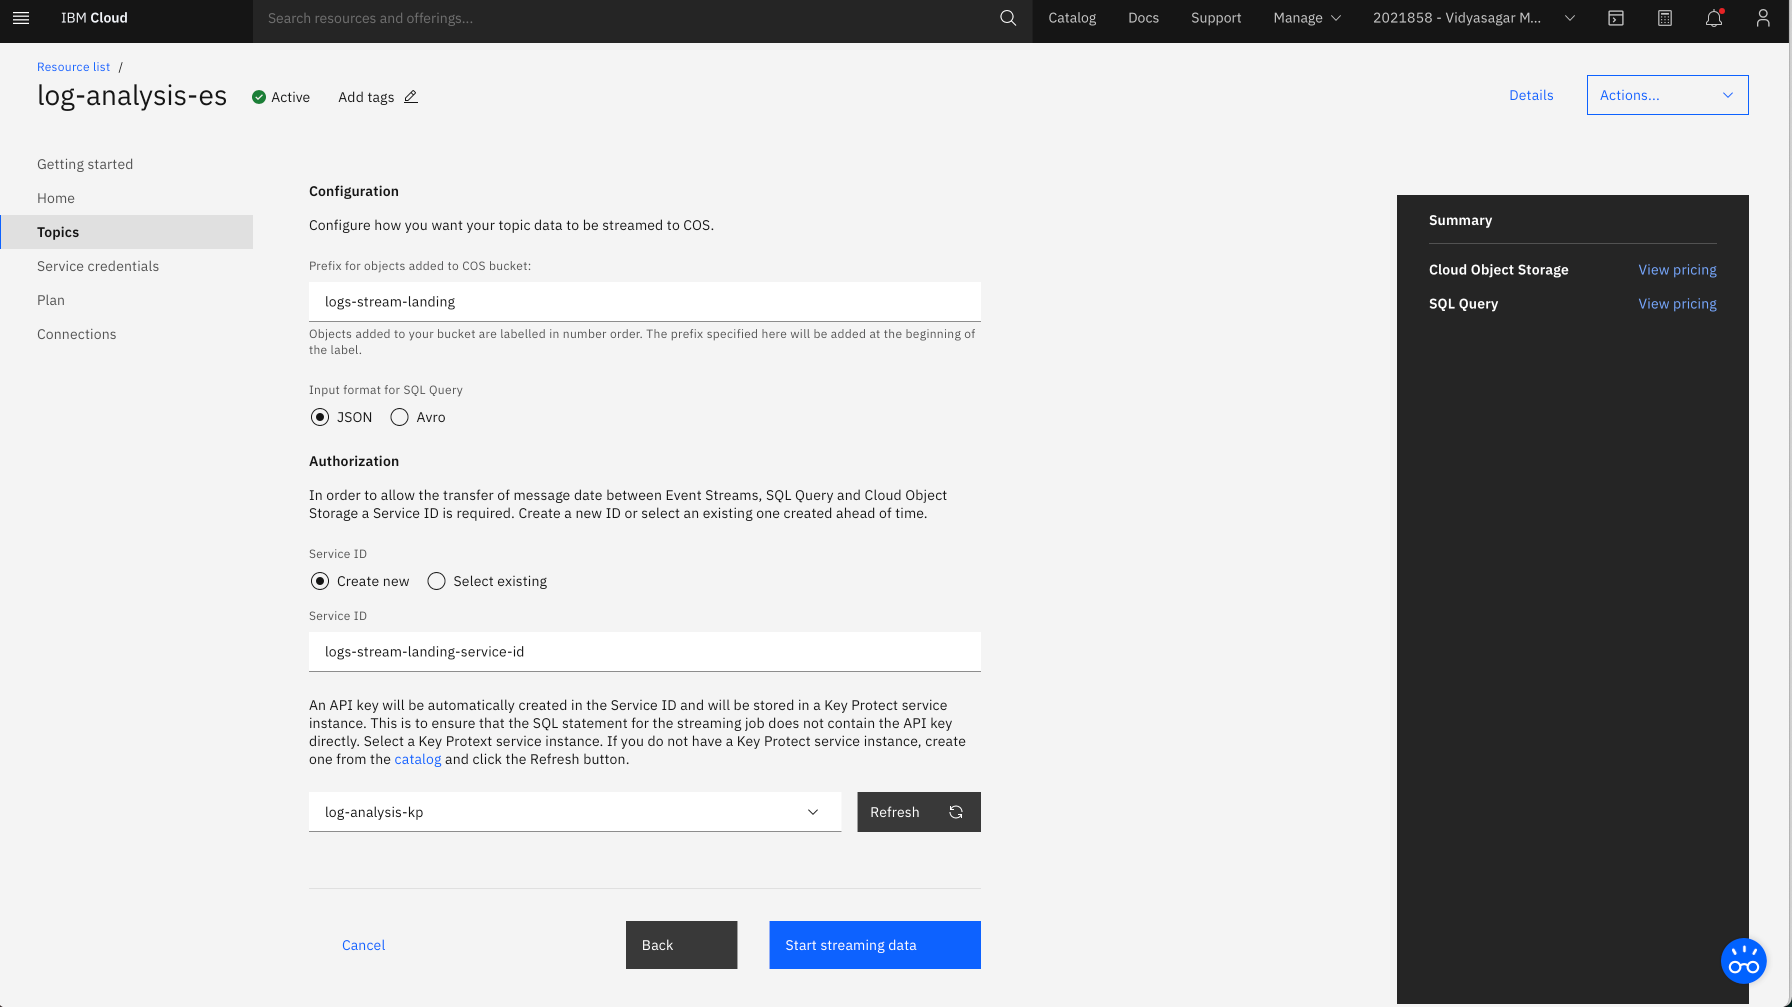 IBM Cloud
Search resources and offerings...
Catalog
Docs
Support
Manage
2021858 - Vidyasagar M...
Resource list /
log-analysis-es
Active
Add tags
Details
Actions...
Getting started
Home
Topics
Service credentials
Plan
Connections
Configuration
Configure how you want your topic data to be streamed to COS.
Prefix for objects added to COS bucket:
logs-stream-landing
Objects added to your bucket are labelled in number order. The prefix specified here will be added at the beginning of
the label.
Input format for SQL Query
JSON
Avro
Authorization
In order to allow the transfer of message date between Event Streams, SQL Query and Cloud Object
Storage a Service ID is required. Create a new ID or select an existing one created ahead of time.
Service ID
Create new
Select existing
Service ID
logs-stream-landing-service-id
An API key will be automatically created in the Service ID and will be stored in a Key Protect service
instance. This is to ensure that the SQL statement for the streaming job does not contain the API key
directly. Select a Key Protext service instance. If you do not have a Key Protect service instance, create
one from the catalog and click the Refresh button.
log-analysis-kp
Refresh
Cancel
Back
Start streaming data
Summary
Cloud Object Storage
View pricing
SQL Query
View pricing